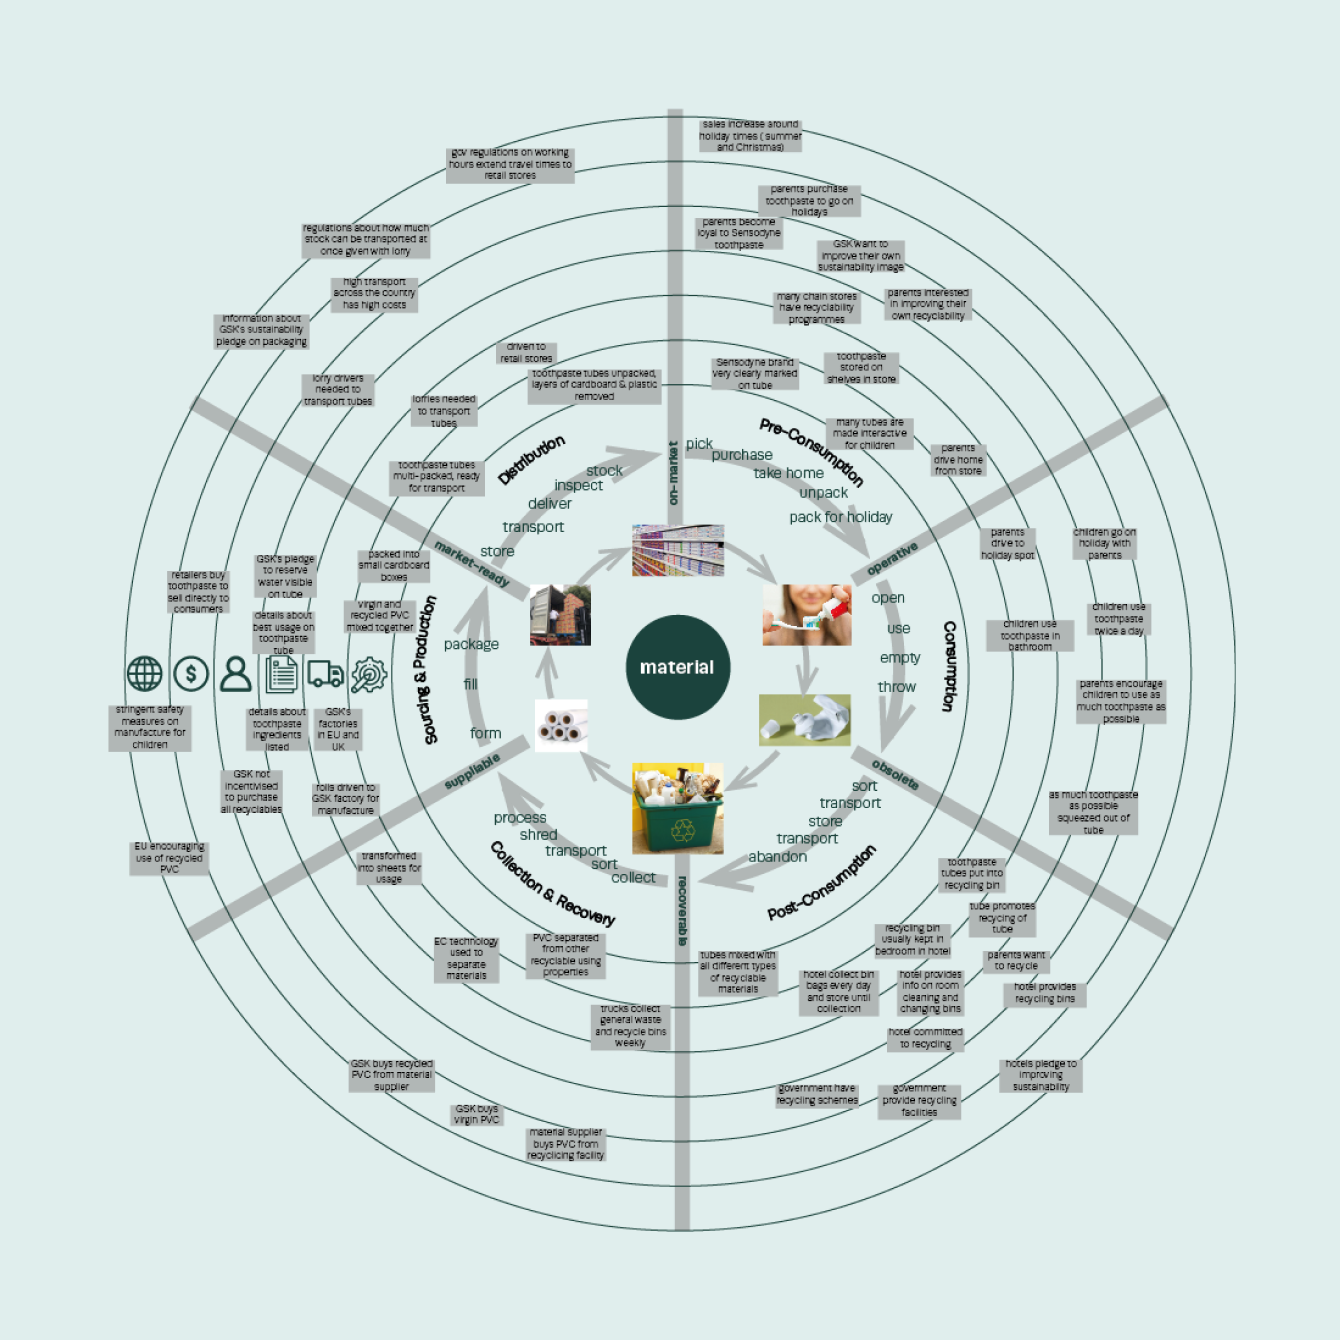 sales increase around
holiday times ( summer
and Christmas)
gov regulations on working
hours extend travel times to
retail stores
parents purchase
toothpaste to go on
holidays
parents become
loyal to Sensodyne
toothpaste
regulations about how much
stock can be transported at
once given with lorry
GSK want to
improve their own
sustainability image
high transport
across the country
has high costs
many chain stores
have recyclability
programmes
parents interested
in improving their
own recyclability
information about
GSK's sustainability
pledge on packaging
driven to
retail stores
toothpaste tubes unpacked,
layers of cardboard & plastic
removed
Sensodyne brand
very clearly marked
on tube
toothpaste
stored on
shelves in store
lorry drivers
needed to
transport tubes
lorries needed
to transport
tubes
many tubes are
made interactive
for children
parents
drive home
from store
toothpaste tubes
multi-packed, ready
for transport
Distribution
on-market
Pre-Consumption
pick
purchase
take home
unpack
pack for holiday
stock
inspect
deliver
transport
store
market-ready
operative
parents
drive to
holiday spot
children go on
holiday with
parents
packed into
small cardboard
boxes
GSK's pledge
to reserve
water visible
on tube
retailers buy
toothpaste to
sell directly to
consumers
virgin and
recycled PVC
mixed together
details about
best usage on
toothpaste
tube
open
use
empty
throw
Consumption
children use
toothpaste in
bathroom
children use
toothpaste
twice a day
package
fill
form
Sourcing & Production
material
$
stringent safety
measures on
manufacture for
children
details about
toothpaste
ingredients
listed
GSK's
factories
in EU and
UK
parents encourage
children to use as
much toothpaste as
possible
suppliable
obsolete
GSK not
incentivised
to purchase
all recyclables
rolls driven to
GSK factory for
manufacture
as much toothpaste
as possible
squeezed out of
tube
sort
transport
store
transport
abandon
process
shred
transport
sort
collect
EU encouraging
use of recycled
PVC
transformed
into sheets for
usage
Collection & Recovery
recoverable
Post-Consumption
toothpaste
tubes put into
recycling bin
tube promotes
recycing of
tube
EC technology
used to
separate
materials
PVC separated
from other
recyclable using
properties
tubes mixed with
all different types
of recyclable
materials
recycling bin
usually kept in
bedroom in hotel
parents want
to recycle
hotel collect bin
bags every day
and store until
collection
hotel provides
info on room
cleaning and
changing bins
hotel provides
recycling bins
trucks collect
general waste
and recycle bins
weekly
hotel committed
to recycling
GSK buys recycled
PVC from material
supplier
hotels pledge to
improving
sustainability
government have
recycling schemes
government
provide recycling
facilities
GSK buys
virgin PVC
material supplier
buys PVC from
recyclicing facility